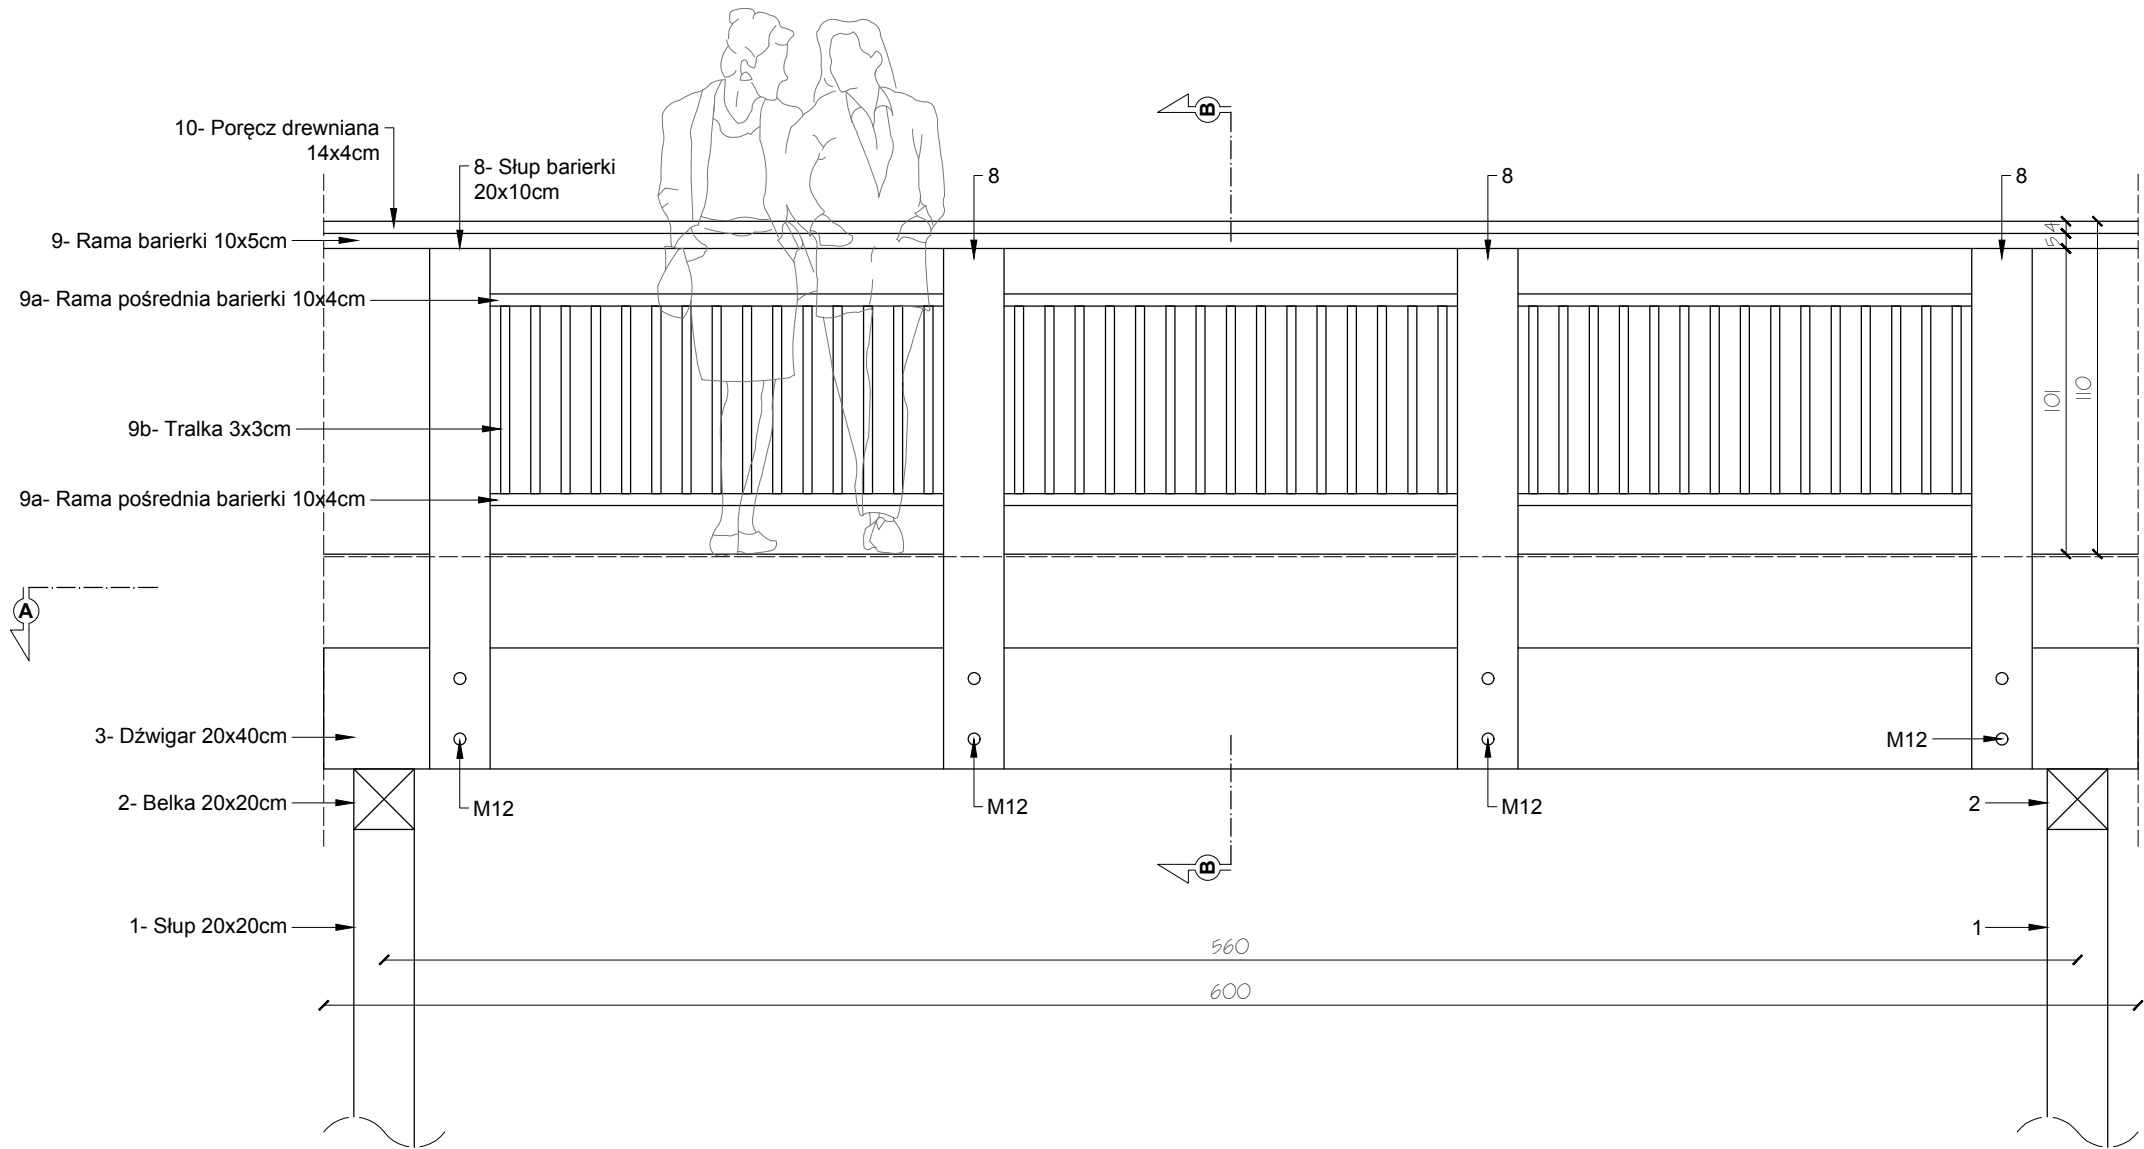 B
10- Poręcz drewniana
14x4cm
8- Słup barierki
20x10cm
8
8
8
9- Rama barierki 10x5cm
5 4
9a- Rama pośrednia barierki 10x4cm
101
110
9b- Tralka 3x3cm
9a- Rama pośrednia barierki 10x4cm
A
3- Dźwigar 20x40cm
M12
2- Belka 20x20cm
M12
M12
M12
2
B
1- Słup 20x20cm
1
560
600